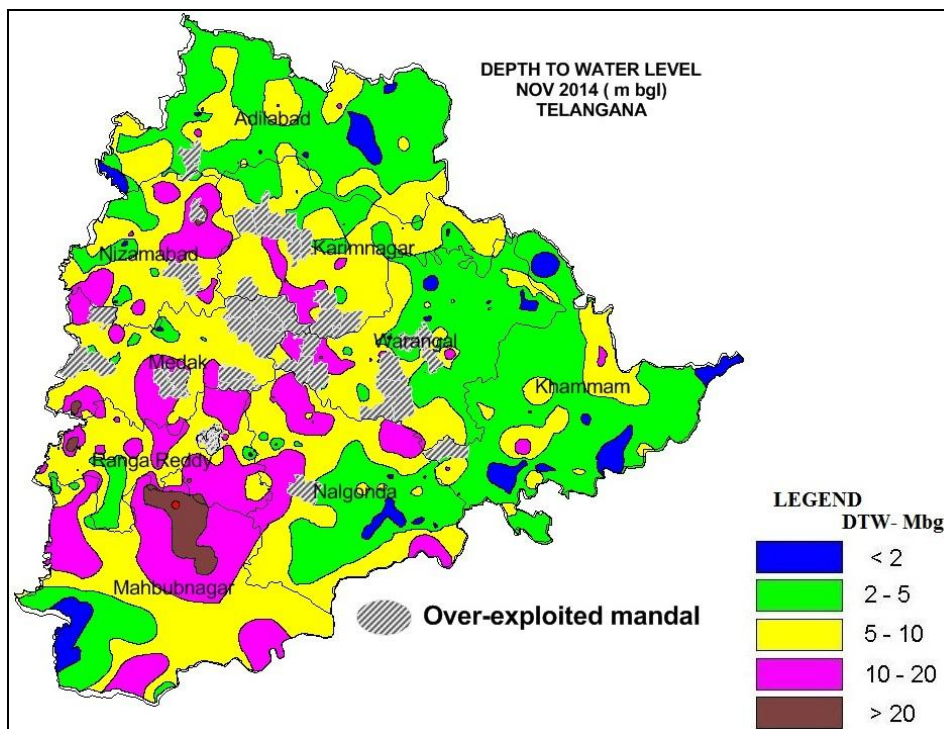 DEPTH TO WATER LEVEL
NOV 2014 ( m bgl)
TELANGANA
Adilabad
Nizamabad
Karimnagar
Warangal
Medak
Khammam
Ranga Reddy
Nalgonda
Mahbubnagar
Over-exploited mandal
LEGEND
DTW- Mbg
< 2
2 - 5
5 - 10
10 - 20
> 20